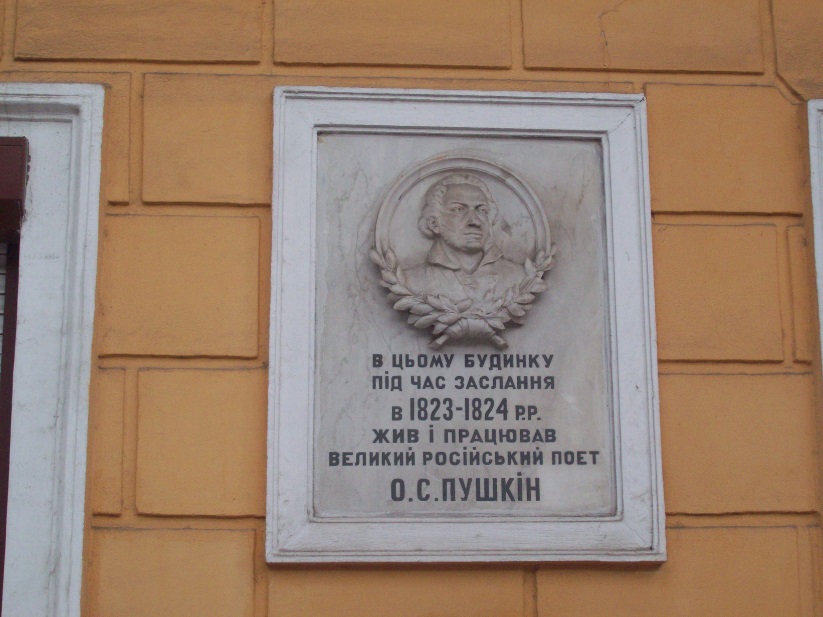 В ЦЬОМУ БУДИНКУ
ПІД ЧАС ЗАСЛАННЯ
В 1823-1824 Р.Р.
ЖИВ І ПРАЦЮВАВ
ВЕЛИКИЙ РОСІЙСЬКИЙ ПОЕТ
О.С.ПУШКІН